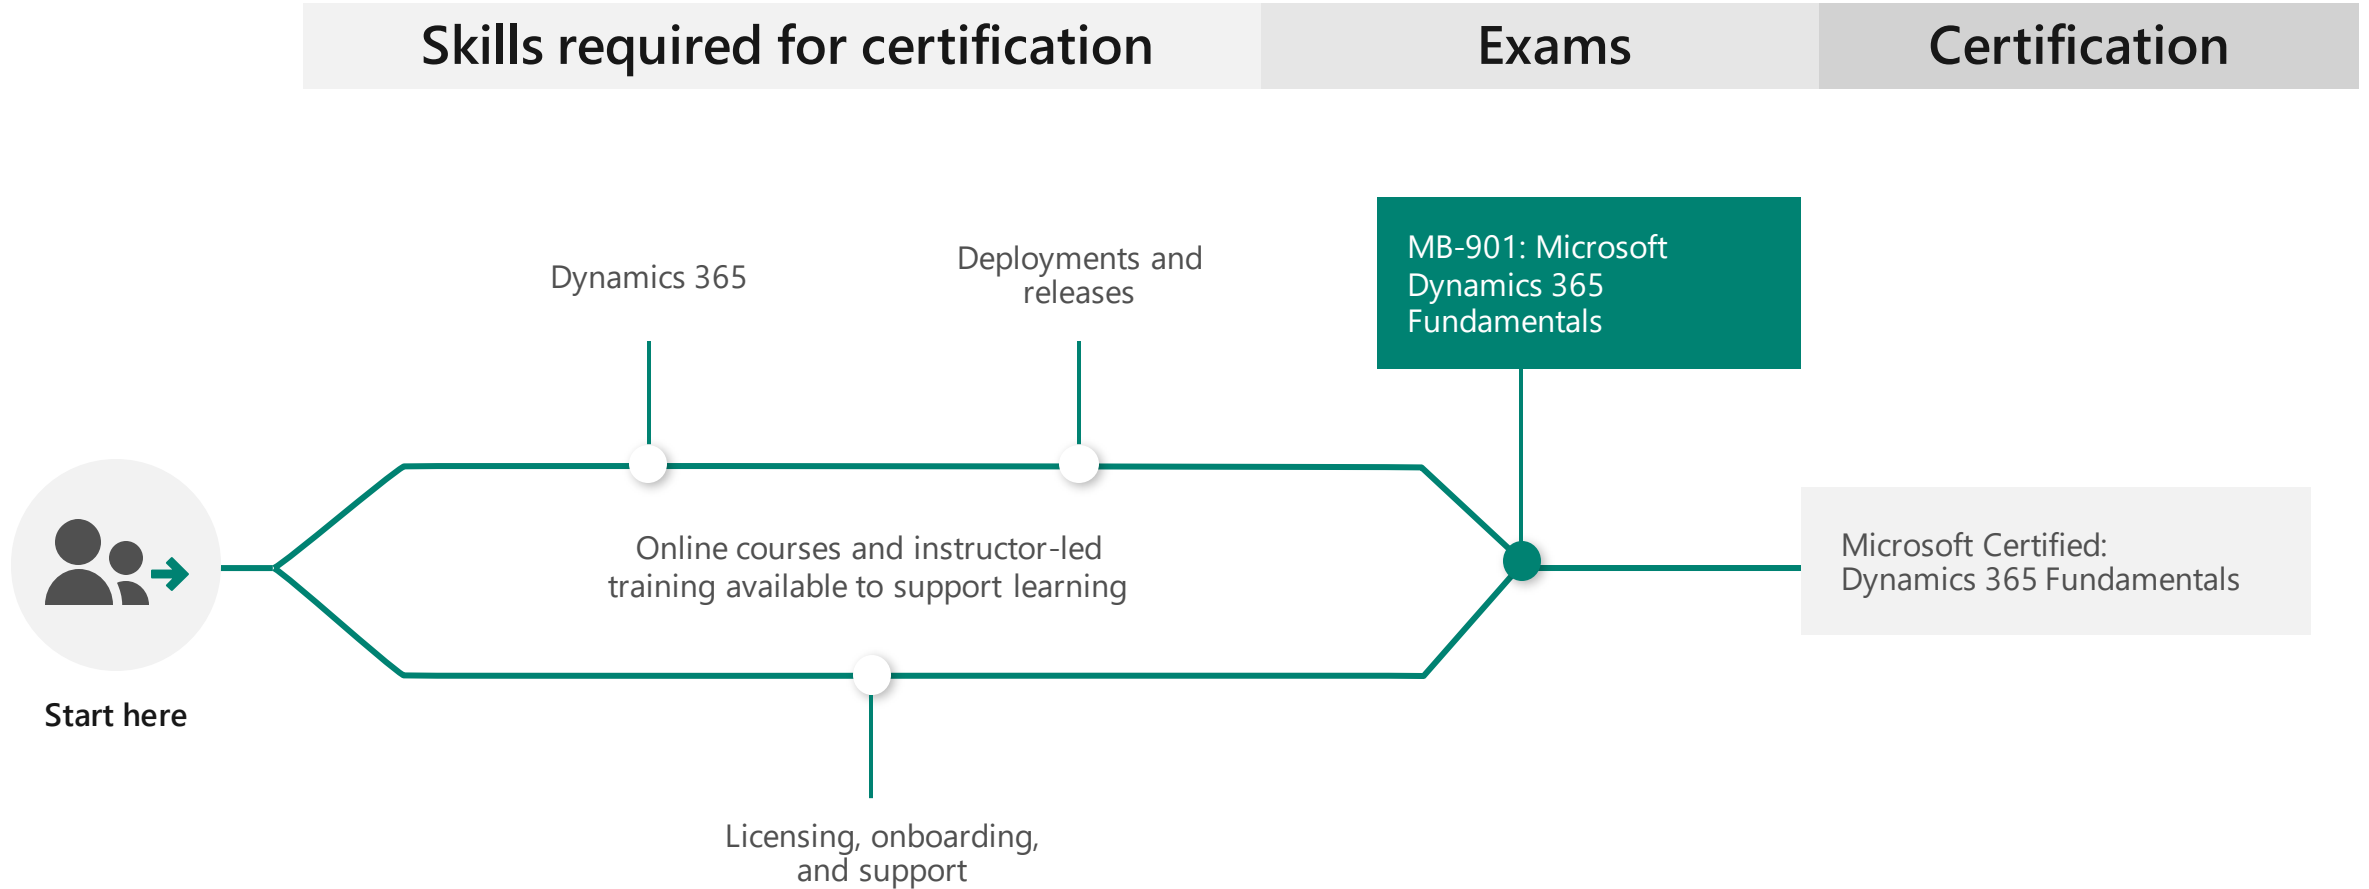 Skills required for certification
Exams
Certification
Dynamics 365
Deployments and
releases
MB-901: Microsoft
Dynamics 365
Fundamentals
Online courses and instructor-led
training available to support learning
Microsoft Certified:
Dynamics 365 Fundamentals
Start here
Licensing, onboarding,
and support